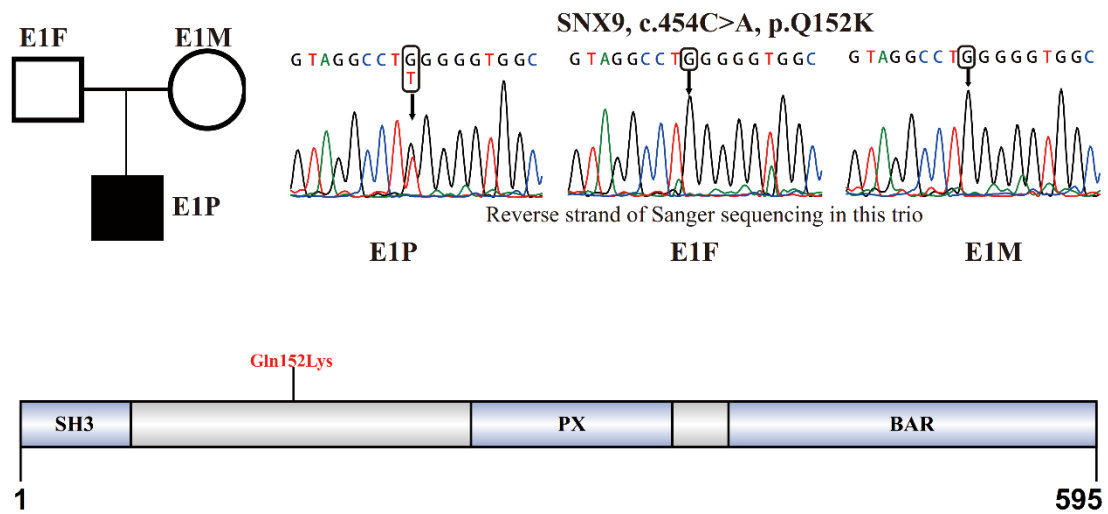 E1F
E1M
E1P
SNX9, c.454C>A, p.Q152K
GTAGGCCTGGGGGTGGC
T
GTAGGCCTGGGGGTGGC
GTAGGCCTGGGGGTGGC
Reverse strand of Sanger sequencing in this trio
E1P
E1F
E1M
Gln152Lys
SH3
PX
BAR
1
595